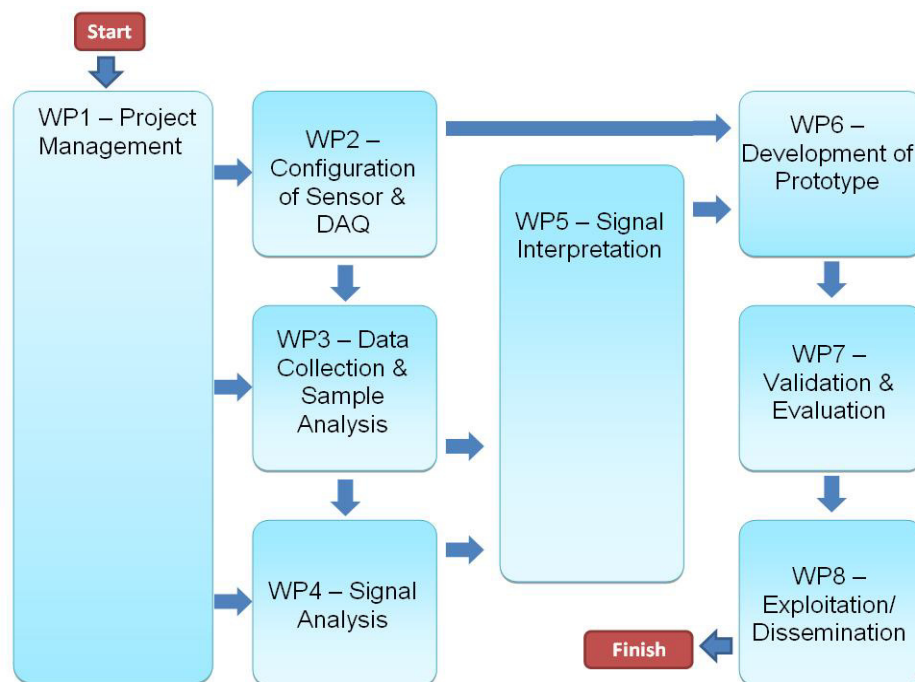 Start
WP1 – Project
Management
WP2 –
Configuration
of Sensor &
DAQ
WP3 – Data
Collection &
Sample
Analysis
WP4 – Signal
Analysis
WP5 – Signal
Interpretation
WP6 –
Development of
Prototype
WP7 –
Validation &
Evaluation
WP8 –
Exploitation/
Dissemination
Finish